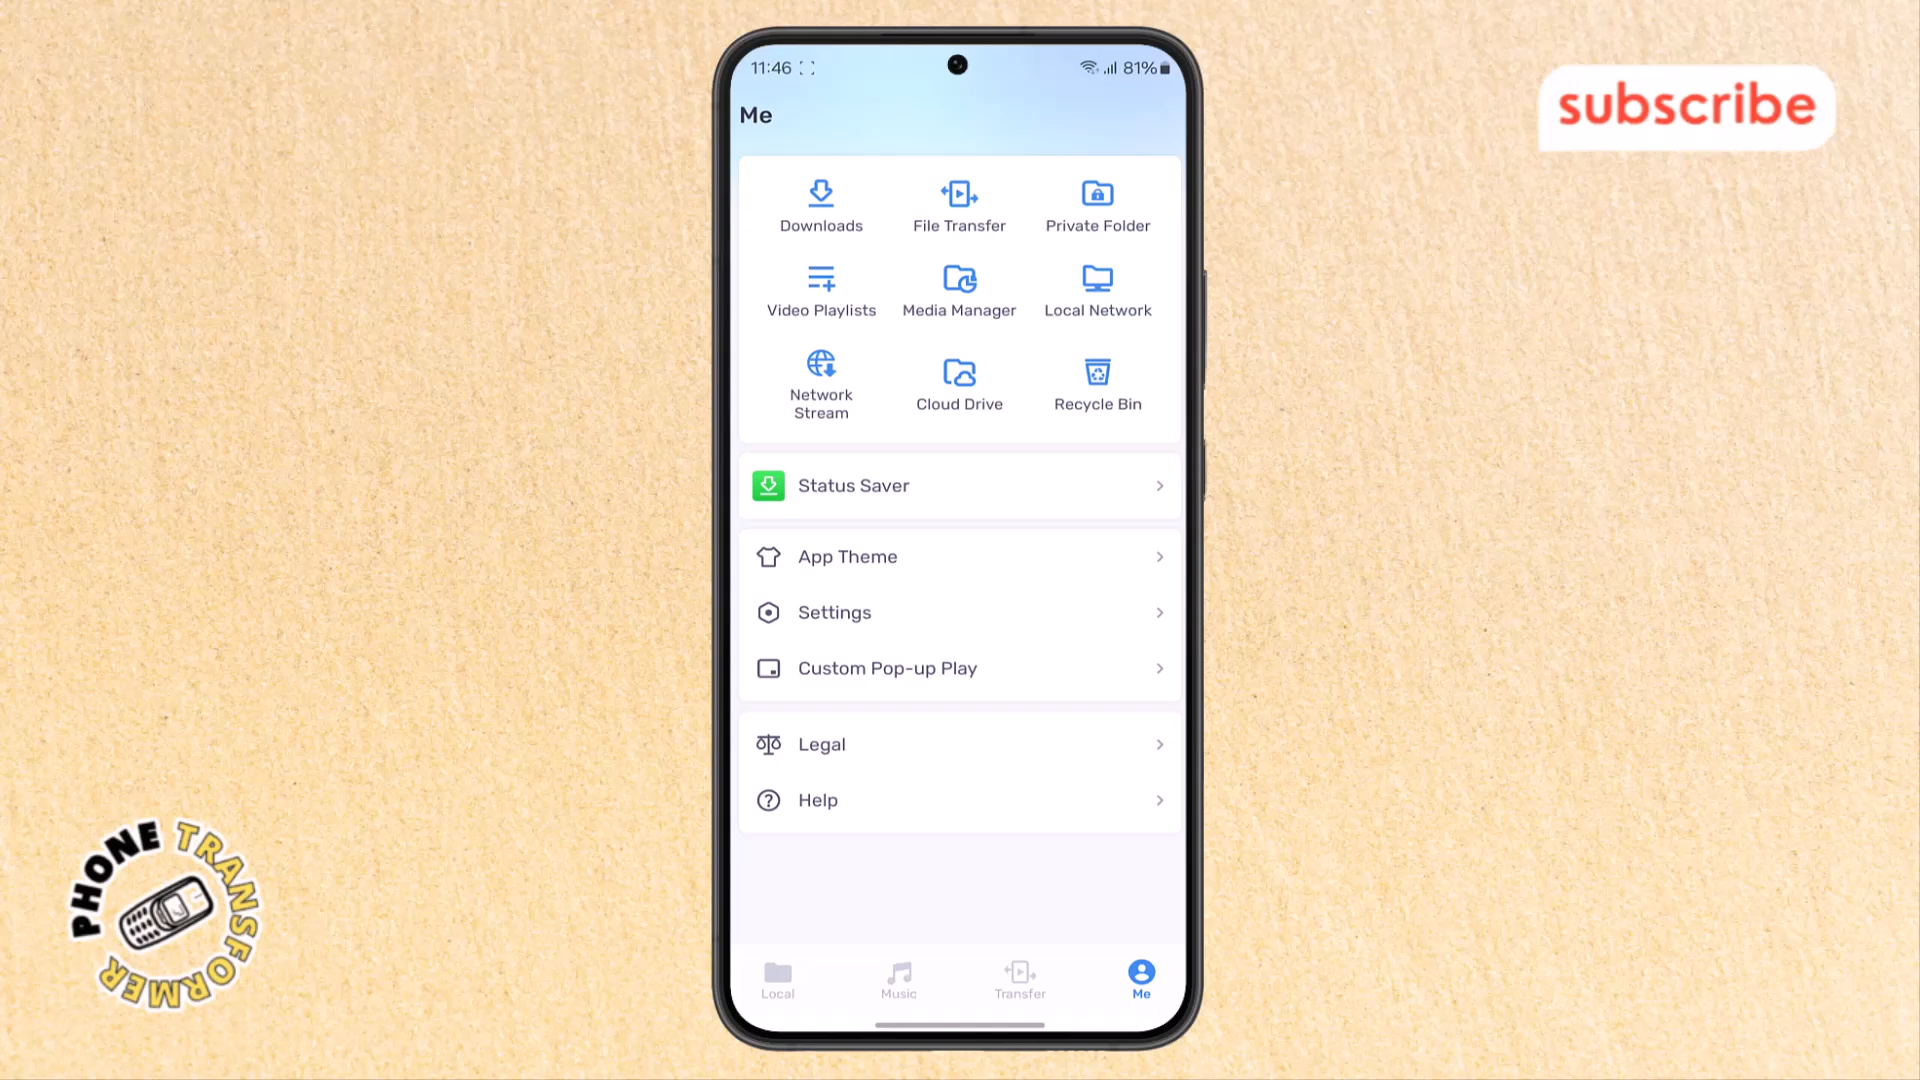 11:46
81%
Me
Downloads
File Transfer
Private Folder
Video Playlists
Media Manager
Local Network
Network
Stream
Cloud Drive
Recycle Bin
Status Saver
App Theme
Settings
Custom Pop-up Play
Legal
Help
Local
Music
Transfer
Me
subscribe
PHONE TRANSFORMER